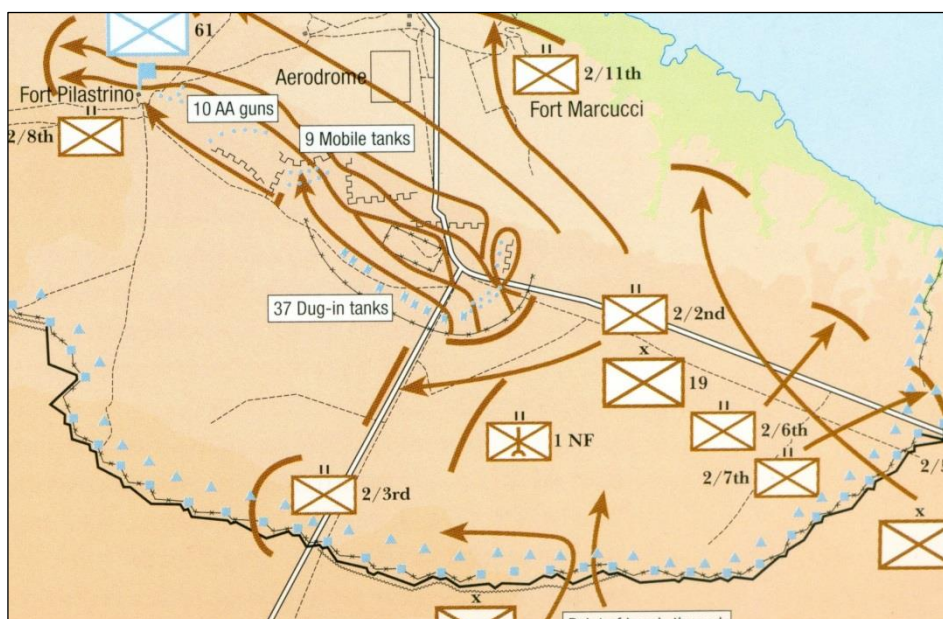 61
2/11th
Aerodrome
Fort Pilastrino
10 AA guns
Fort Marcucci
2/8th
9 Mobile tanks
37 Dug-in tanks
2/2nd
X
19
1 NF
2/6th
2/7th
2/3rd
X
X